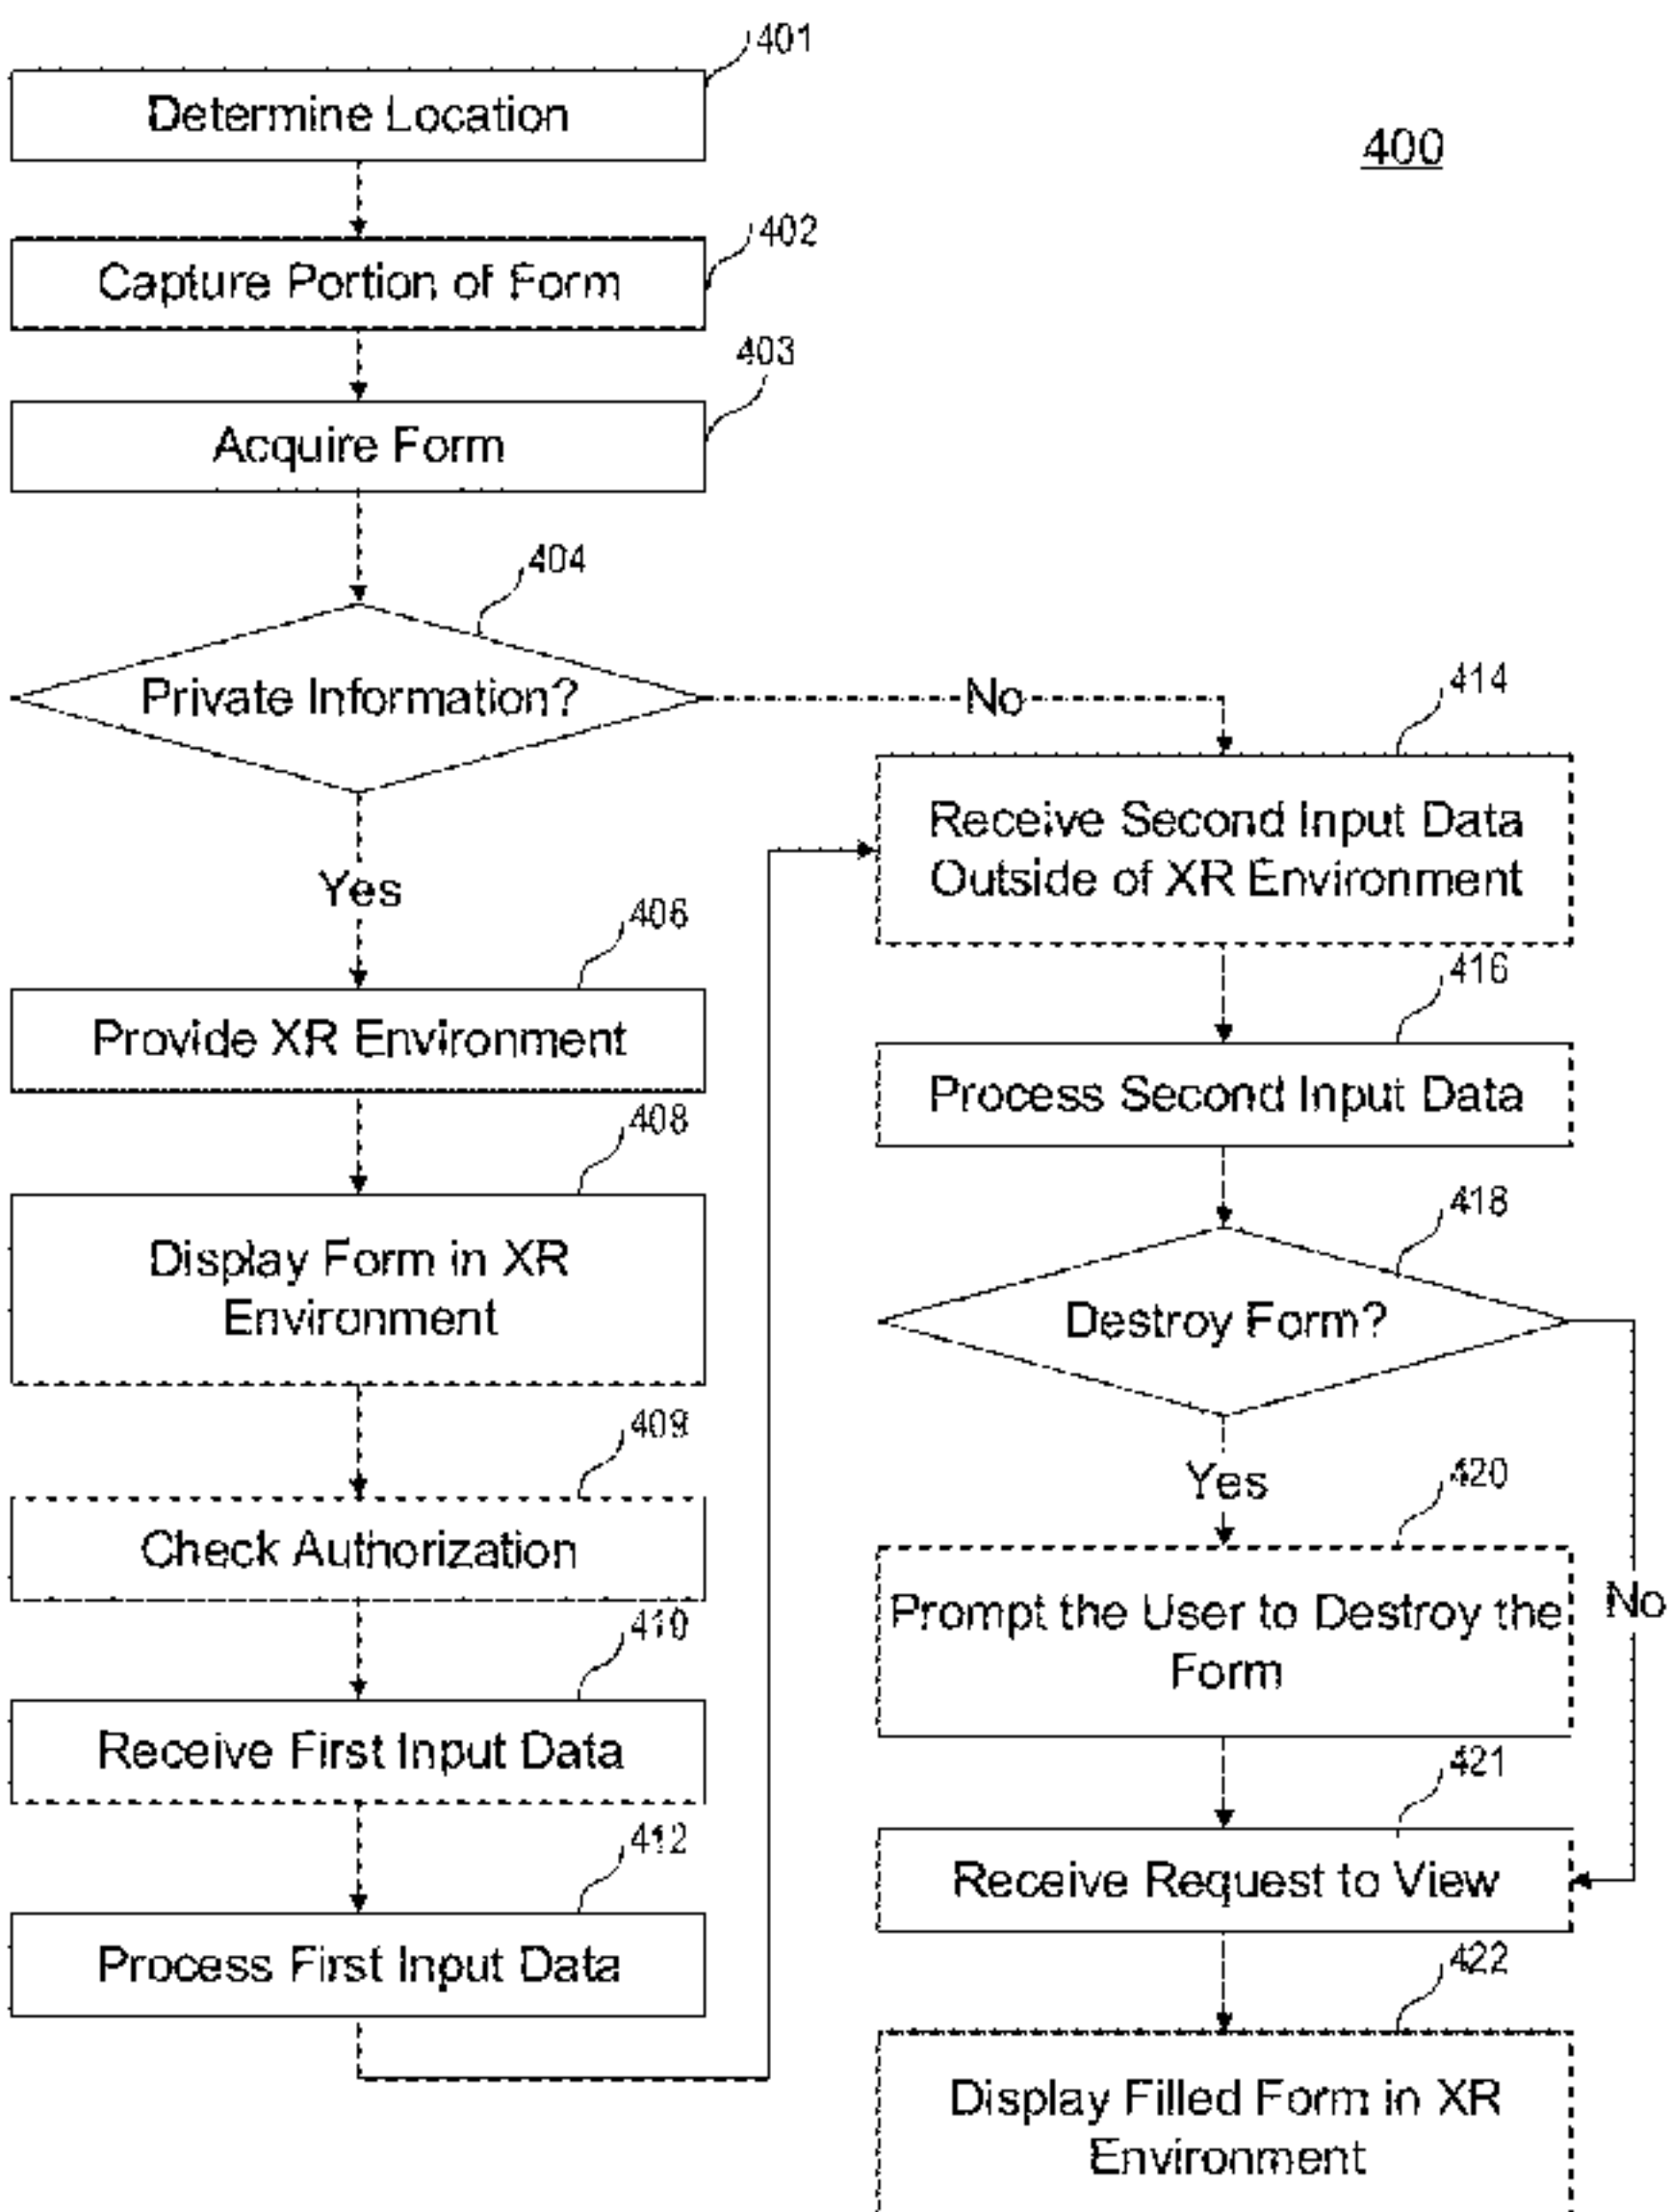 400
401
Determine Location
402
Capture Portion of Form
403
Acquire Form
404
Private Information?
No
Yes
406
Provide XR Environment
408
Display Form in XR
Environment
409
Check Authorization
410
Receive First Input Data
412
Process First Input Data
414
Receive Second Input Data
Outside of XR Environment
416
Process Second Input Data
418
Destroy Form?
Yes
No
420
Prompt the User to Destroy the
Form
421
Receive Request to View
422
Display Filled Form in XR
Environment